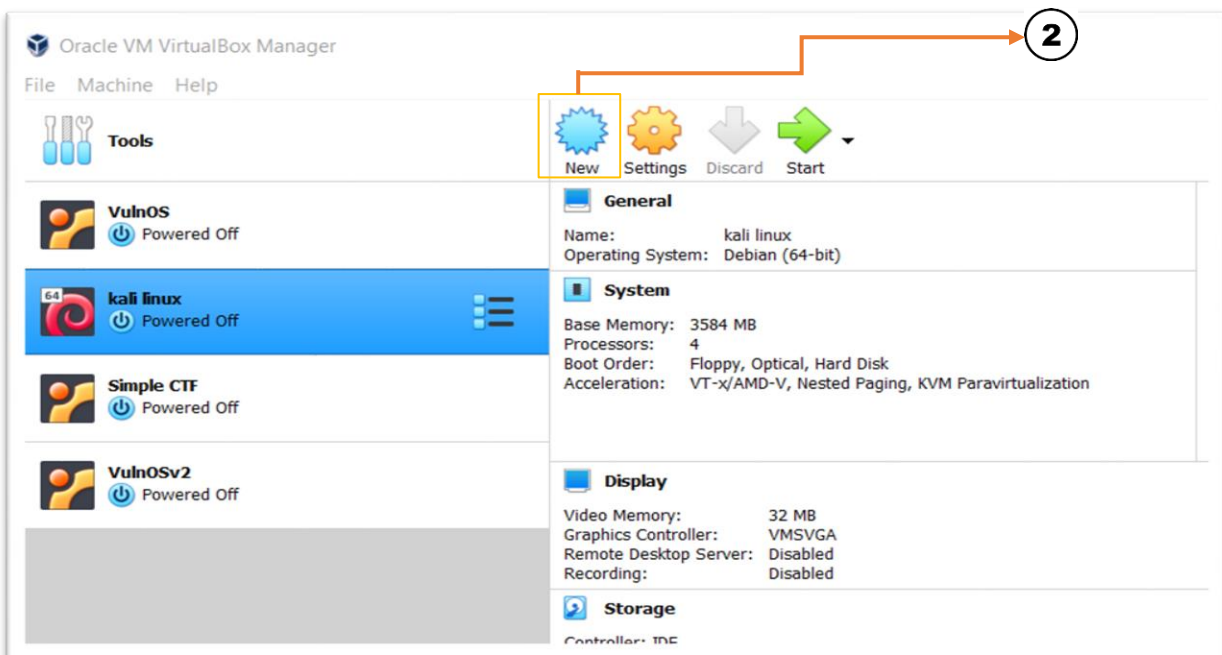 2
Oracle VM VirtualBox Manager
File Machine Help
Tools
New Settings Discard Start
VulnOS
Powered Off
64
kali linux
Powered Off
Simple CTF
Powered Off
VulnOSv2
Powered Off
General
Name: kali linux
Operating System: Debian (64-bit)
System
Base Memory: 3584 MB
Processors: 4
Boot Order: Floppy, Optical, Hard Disk
Acceleration: VT-x/AMD-V, Nested Paging, KVM Paravirtualization
Display
Video Memory: 32 MB
Graphics Controller: VMSVGA
Remote Desktop Server: Disabled
Recording: Disabled
Storage
Controller: IDE